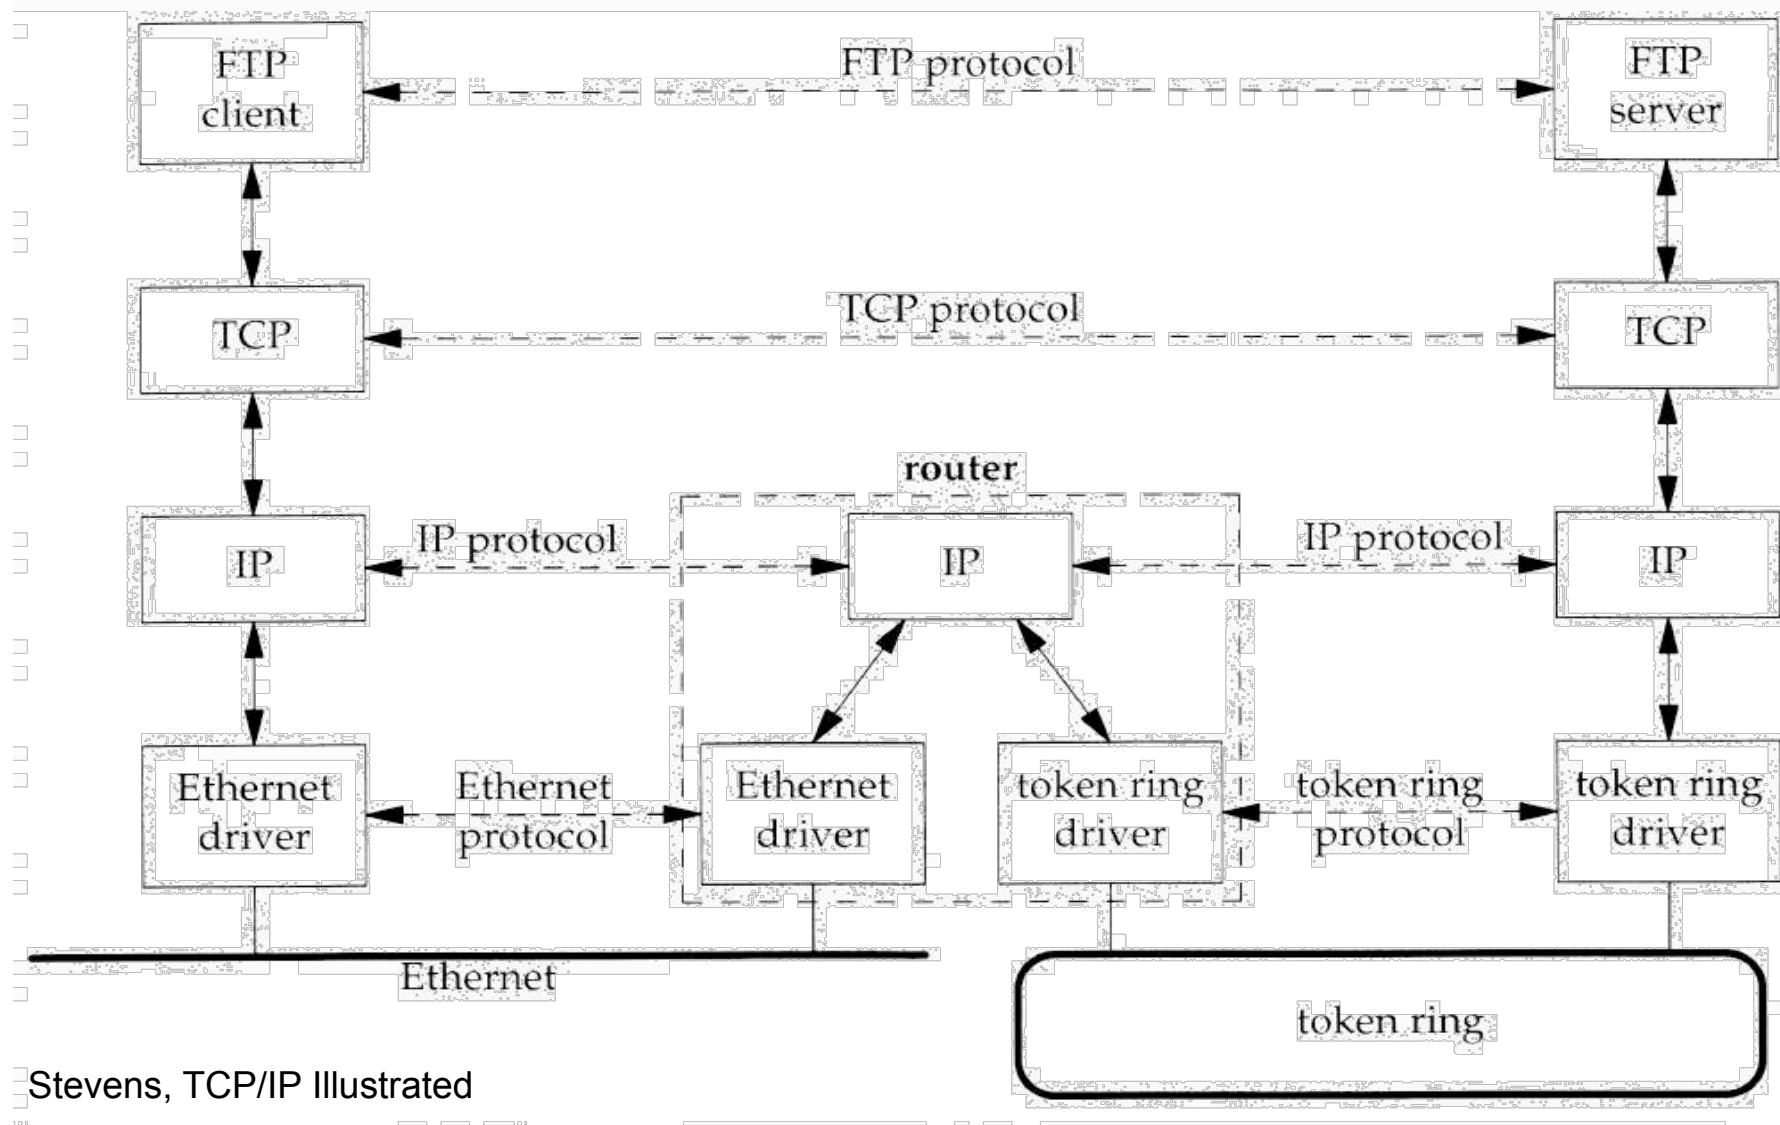 FTP
client
FTP protocol
FTP
server
TCP
TCP protocol
TCP
router
IP
IP protocol
IP
IP protocol
IP
Ethernet
driver
Ethernet
protocol
Ethernet
driver
token ring
driver
token ring
protocol
token ring
driver
Ethernet
token ring
Stevens, TCP/IP Illustrated